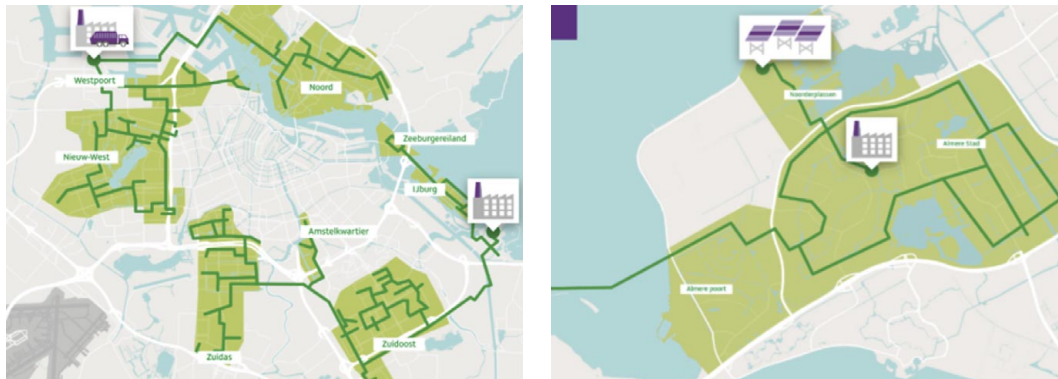 Westpoort
Noord
Zeeburgereiland
Nieuw-West
IJburg
Amstelkwartier
Zuidas
Zuidoost
Noorderplassen
Almere Stad
Almere poort